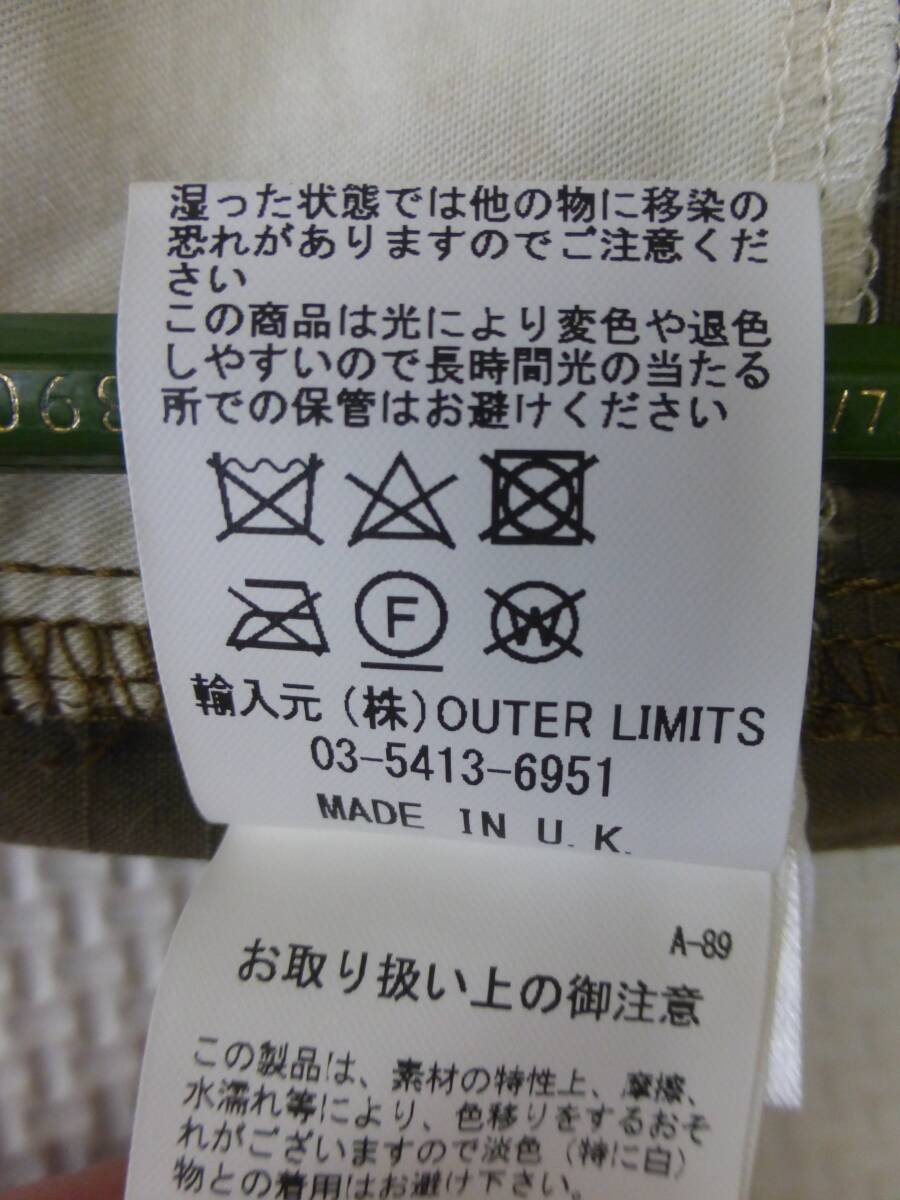 湿った状態では他の物に移染の
恐れがありますのでご注意くだ
さい
この商品は光により変色や退色
しやすいので長時間光の当たる
所での保管はお避けください
F
W
輸入元 (株)OUTER LIMITS
03-5413-6951
MADE IN U.K.
A-89
お取り扱い上の御注意
この製品は、素材の特性上、摩擦、
水濡れ等により、色移りをするおそ
れがございますので淡色(特に白)
物との着用はお避け下さい。